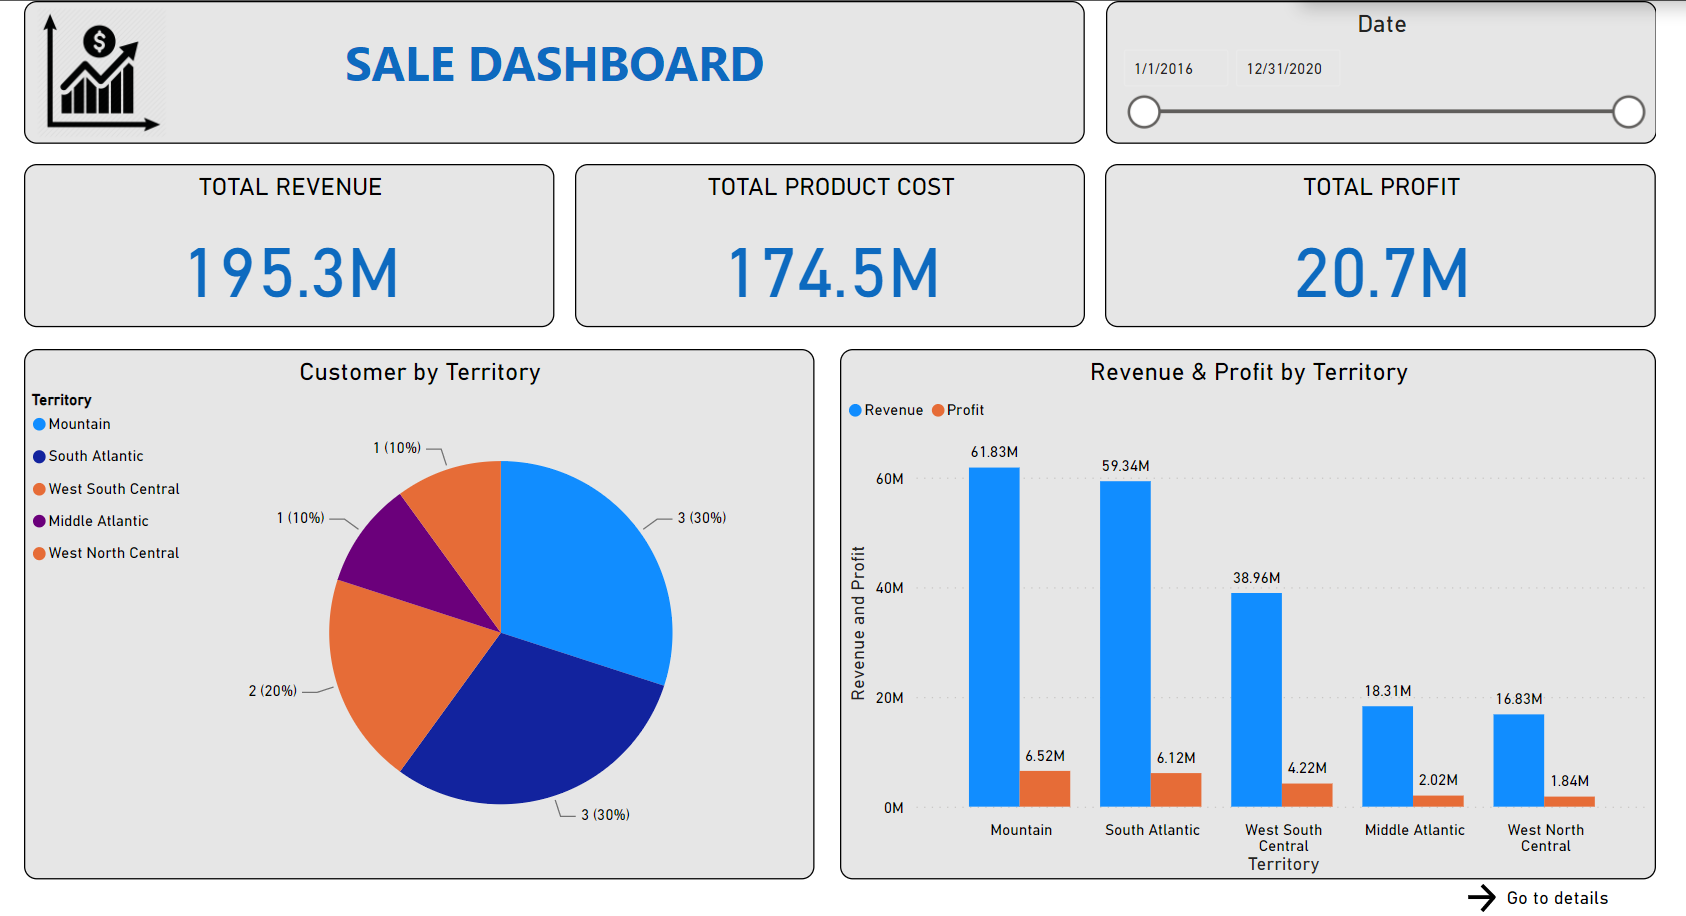 $
SALE DASHBOARD
Date
1/1/2016
12/31/2020
TOTAL REVENUE
195.3M
TOTAL PRODUCT COST
174.5M
TOTAL PROFIT
20.7M
Customer by Territory
Territory
Mountain
South Atlantic
West South Central
Middle Atlantic
West North Central
1 (10%)
1 (10%)
3 (30%)
2 (20%)
3 (30%)
Revenue & Profit by Territory
Revenue
Profit
Revenue and Profit
60M
40M
20M
0M
61.83M
6.52M
59.34M
6.12M
38.96M
4.22M
18.31M
2.02M
16.83M
1.84M
Mountain
South Atlantic
West South
Central
Middle Atlantic
West North
Central
Territory
Go to details